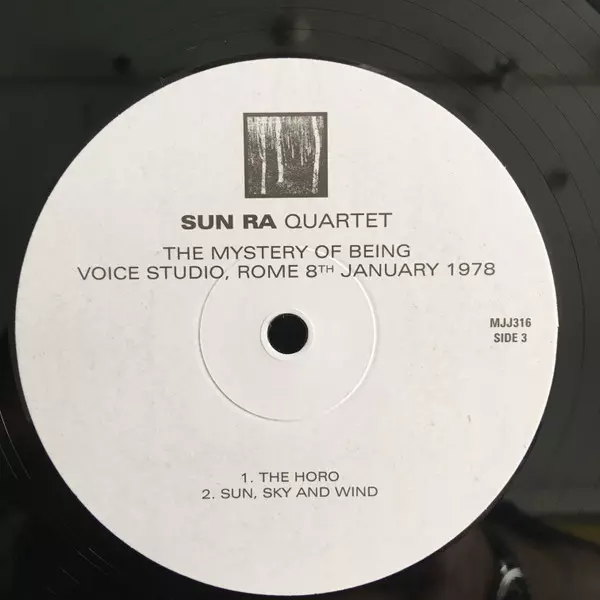 SUN RA QUARTET
THE MYSTERY OF BEING
VOICE STUDIO, ROME 8TH JANUARY 1978
MJJ316
SIDE 3
1. THE HORO
2. SUN, SKY AND WIND